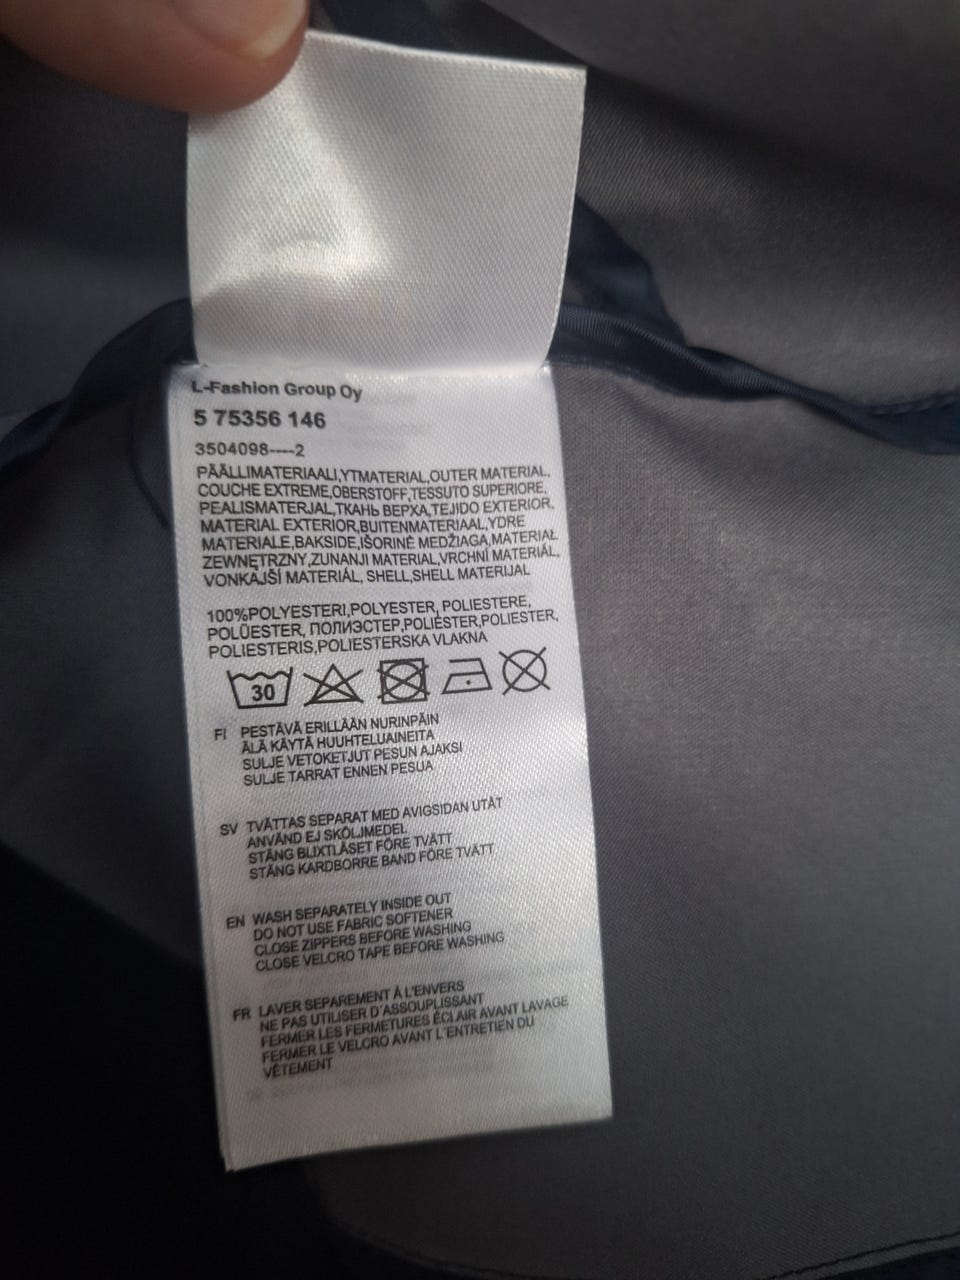 L-Fashion Group Oy
5 75356 146
3504098----2
PÄÄLLIMATERIAALI,YTMATERIAL,OUTER MATERIAL,
COUCHE EXTREME,OBERSTOFF,TESSUTO SUPERIORE,
PEALISMATERJAL,ТКАНЬ ВЕРХА,TEJIDO EXTERIOR,
MATERIAL EXTERIOR,BUITENMATERIAAL,YDRE
MATERIALE,BAKSIDE,IŠORINĖ MEDŽIAGA,MATERIAŁ
ZEWNĘTRZNY,ZUNANJI MATERIAL,VRCHNÍ MATERIÁL,
VONKAJŠÍ MATERIÁL, SHELL,SHELL MATERIJAL
100%POLYESTERI,POLYESTER, POLIESTERE,
POLÜESTER, ПОЛИЭСТЕР,POLIÉSTER,POLIESTER,
POLIESTERIS,POLIESTERSKA VLAKNA
30
FI PESTÄVÄ ERILLÄÄN NURINPÄIN
ÄLÄ KÄYTÄ HUUHTELUAINEITA
SULJE VETOKETJUT PESUN AJAKSI
SULJE TARRAT ENNEN PESUA
SV TVÄTTAS SEPARAT MED AVIGSIDAN UTÅT
ANVÄND EJ SKÖLJMEDEL
STÄNG BLIXTLÅSET FÖRE TVÄTT
STÄNG KARDBORRE BAND FÖRE TVÄTT
EN WASH SEPARATELY INSIDE OUT
DO NOT USE FABRIC SOFTENER
CLOSE ZIPPERS BEFORE WASHING
CLOSE VELCRO TAPE BEFORE WASHING
FR LAVER SEPAREMENT À L'ENVERS
NE PAS UTILISER D'ASSOUPLISSANT
FERMER LES FERMETURES ÉCLAIR AVANT LAVAGE
FERMER LE VELCRO AVANT L'ENTRETIEN DU
VÊTEMENT